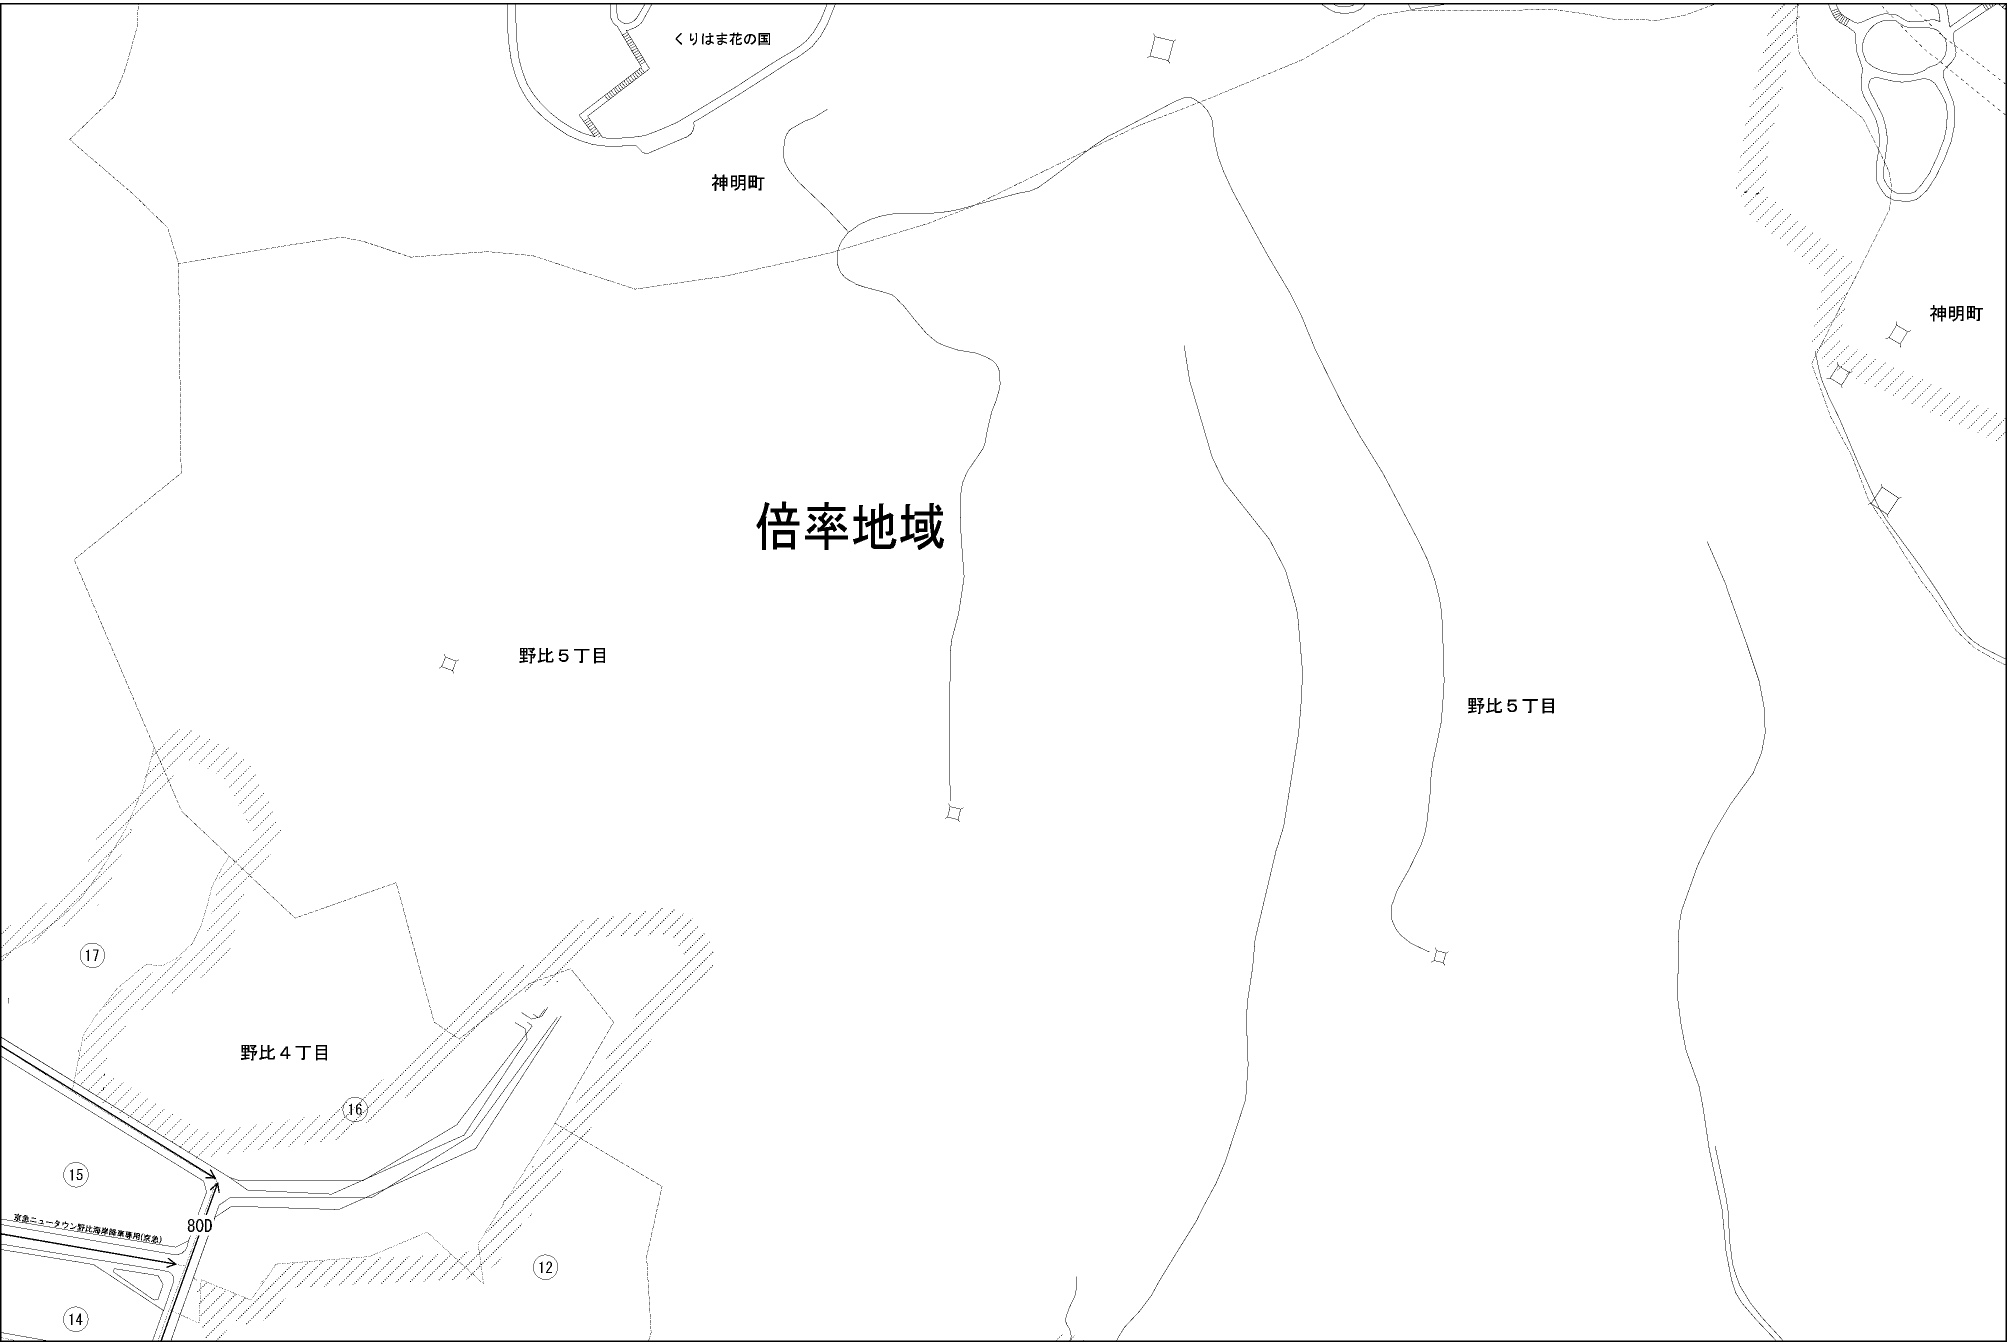 くりはま花の国
神明町
神明町
倍率地域
野比５丁目
野比５丁目
17
野比４丁目
16
15
80D
京急ニュータウン野比海岸降車専用(京急)
12
14